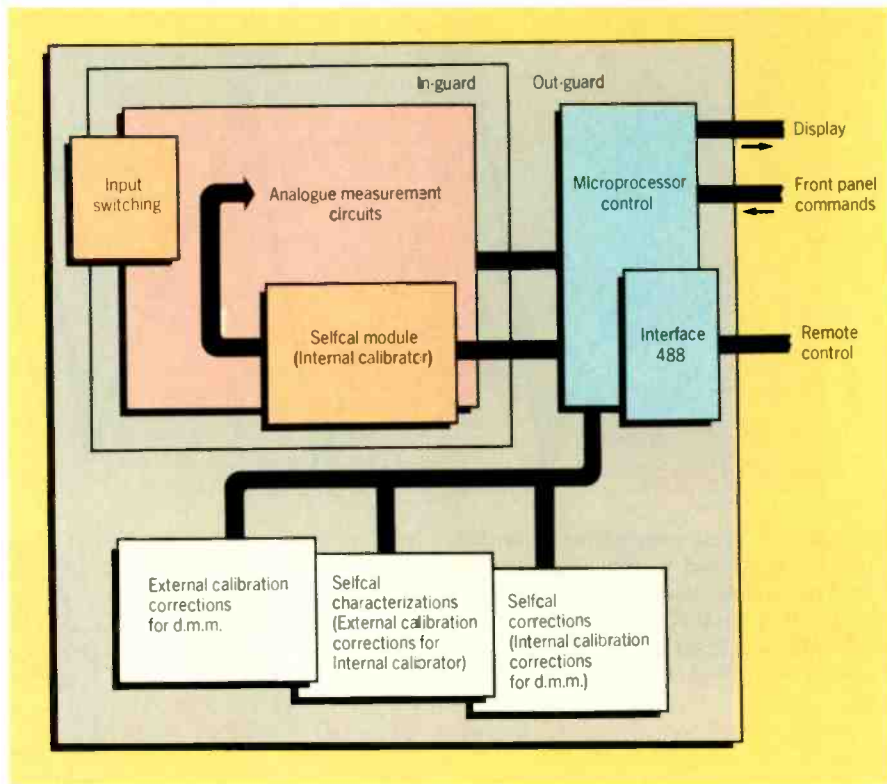 In-guard
Out-guard
Display
Input
switching
Analogue measurement
circuits
Microprocessor
control
Front panel
commands
Selfcal module
(Internal calibrator)
Interface
488
Remote
control
External calibration
corrections
for d.m.m.
Selfcal
characterizations
(External calibration
corrections for
Internal calibrator)
Selfcal
corrections
(Internal calibration
corrections
for d.m.m.)